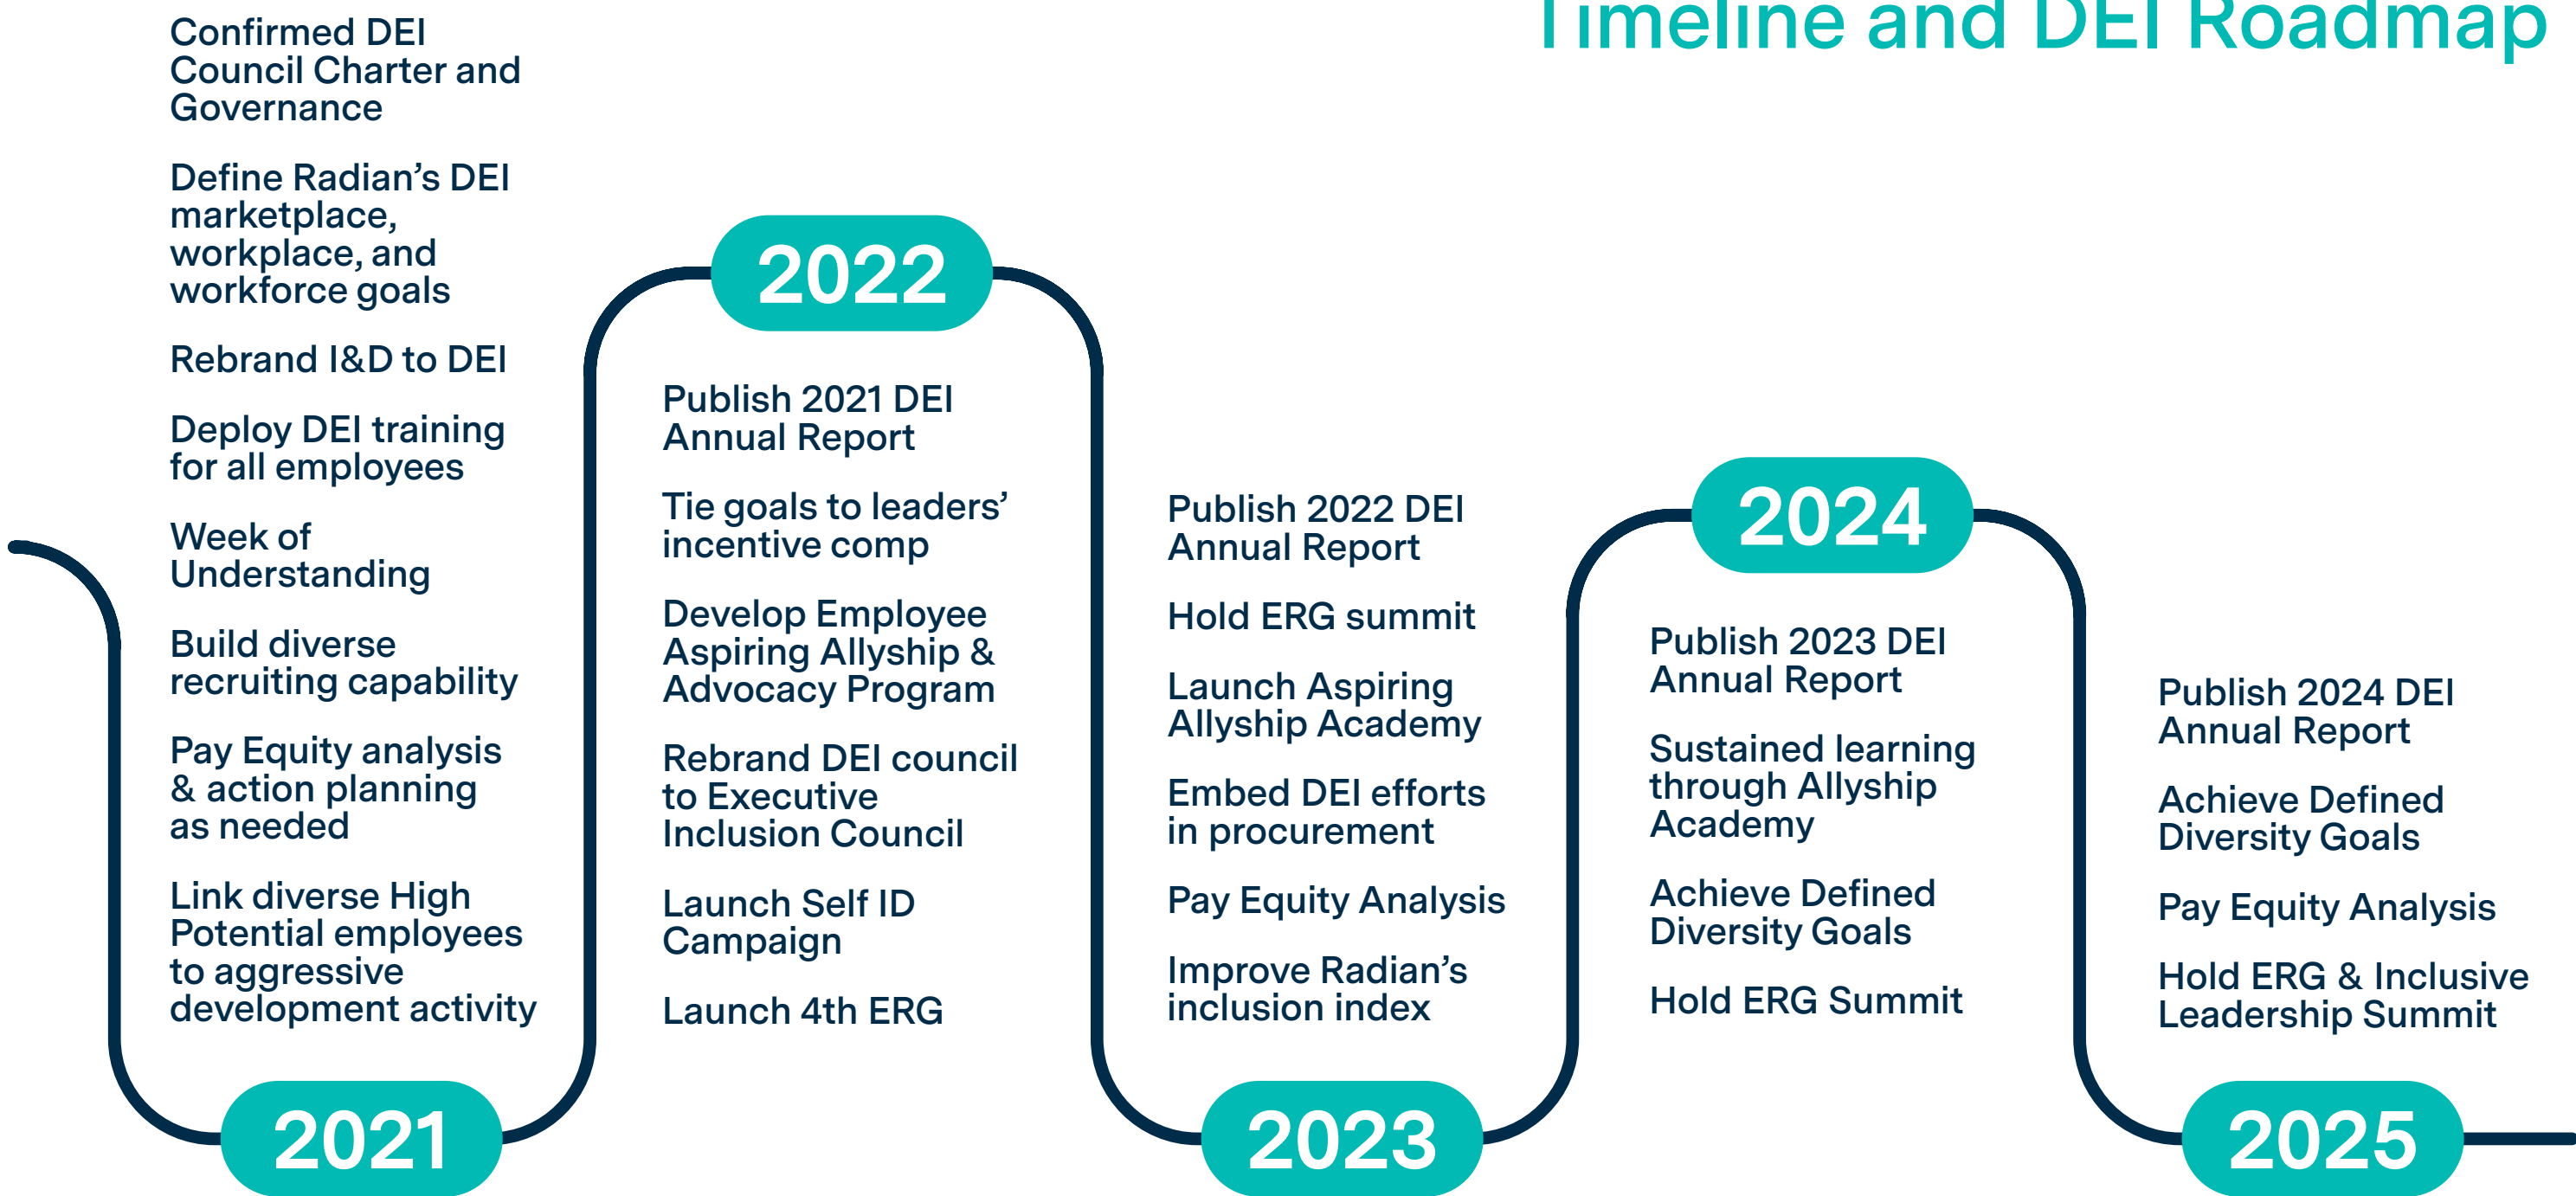 Timeline and DEI Roadmap
Confirmed DEI
Council Charter and
Governance
Define Radian’s DEI
marketplace,
workplace, and
workforce goals
Rebrand I&D to DEI
Deploy DEI training
for all employees
Week of
Understanding
Build diverse
recruiting capability
Pay Equity analysis
& action planning
as needed
Link diverse High
Potential employees
to aggressive
development activity
2021
2022
Publish 2021 DEI
Annual Report
Tie goals to leaders’
incentive comp
Develop Employee
Aspiring Allyship &
Advocacy Program
Rebrand DEI council
to Executive
Inclusion Council
Launch Self ID
Campaign
Launch 4th ERG
Publish 2022 DEI
Annual Report
Hold ERG summit
Launch Aspiring
Allyship Academy
Embed DEI efforts
in procurement
Pay Equity Analysis
Improve Radian’s
inclusion index
2023
2024
Publish 2023 DEI
Annual Report
Sustained learning
through Allyship
Academy
Achieve Defined
Diversity Goals
Hold ERG Summit
Publish 2024 DEI
Annual Report
Achieve Defined
Diversity Goals
Pay Equity Analysis
Hold ERG & Inclusive
Leadership Summit
2025